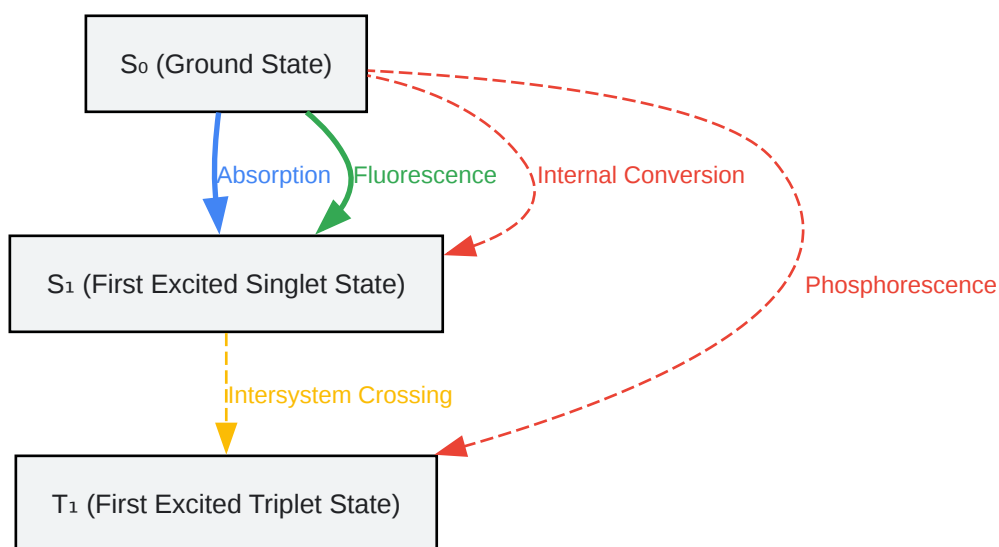 S₀ (Ground State)
Absorption
Fluorescence
Internal Conversion
S₁ (First Excited Singlet State)
Phosphorescence
Intersystem Crossing
T₁ (First Excited Triplet State)